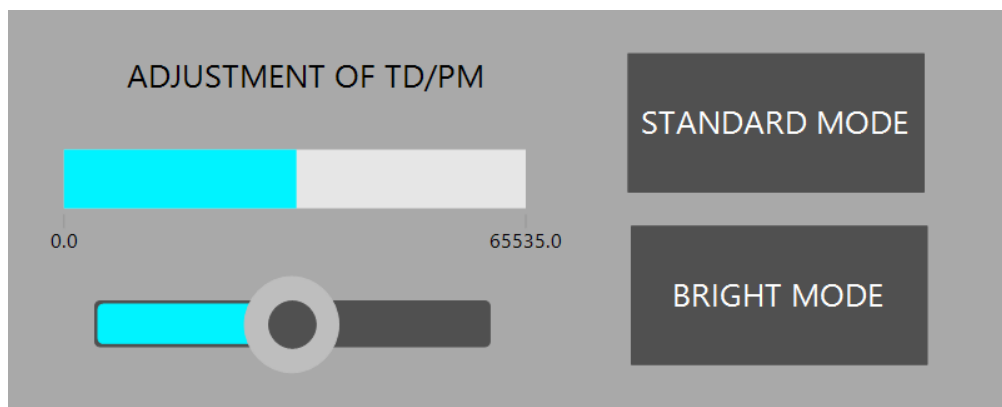 ADJUSTMENT OF TD/PM
STANDARD MODE
0.0
65535.0
BRIGHT MODE